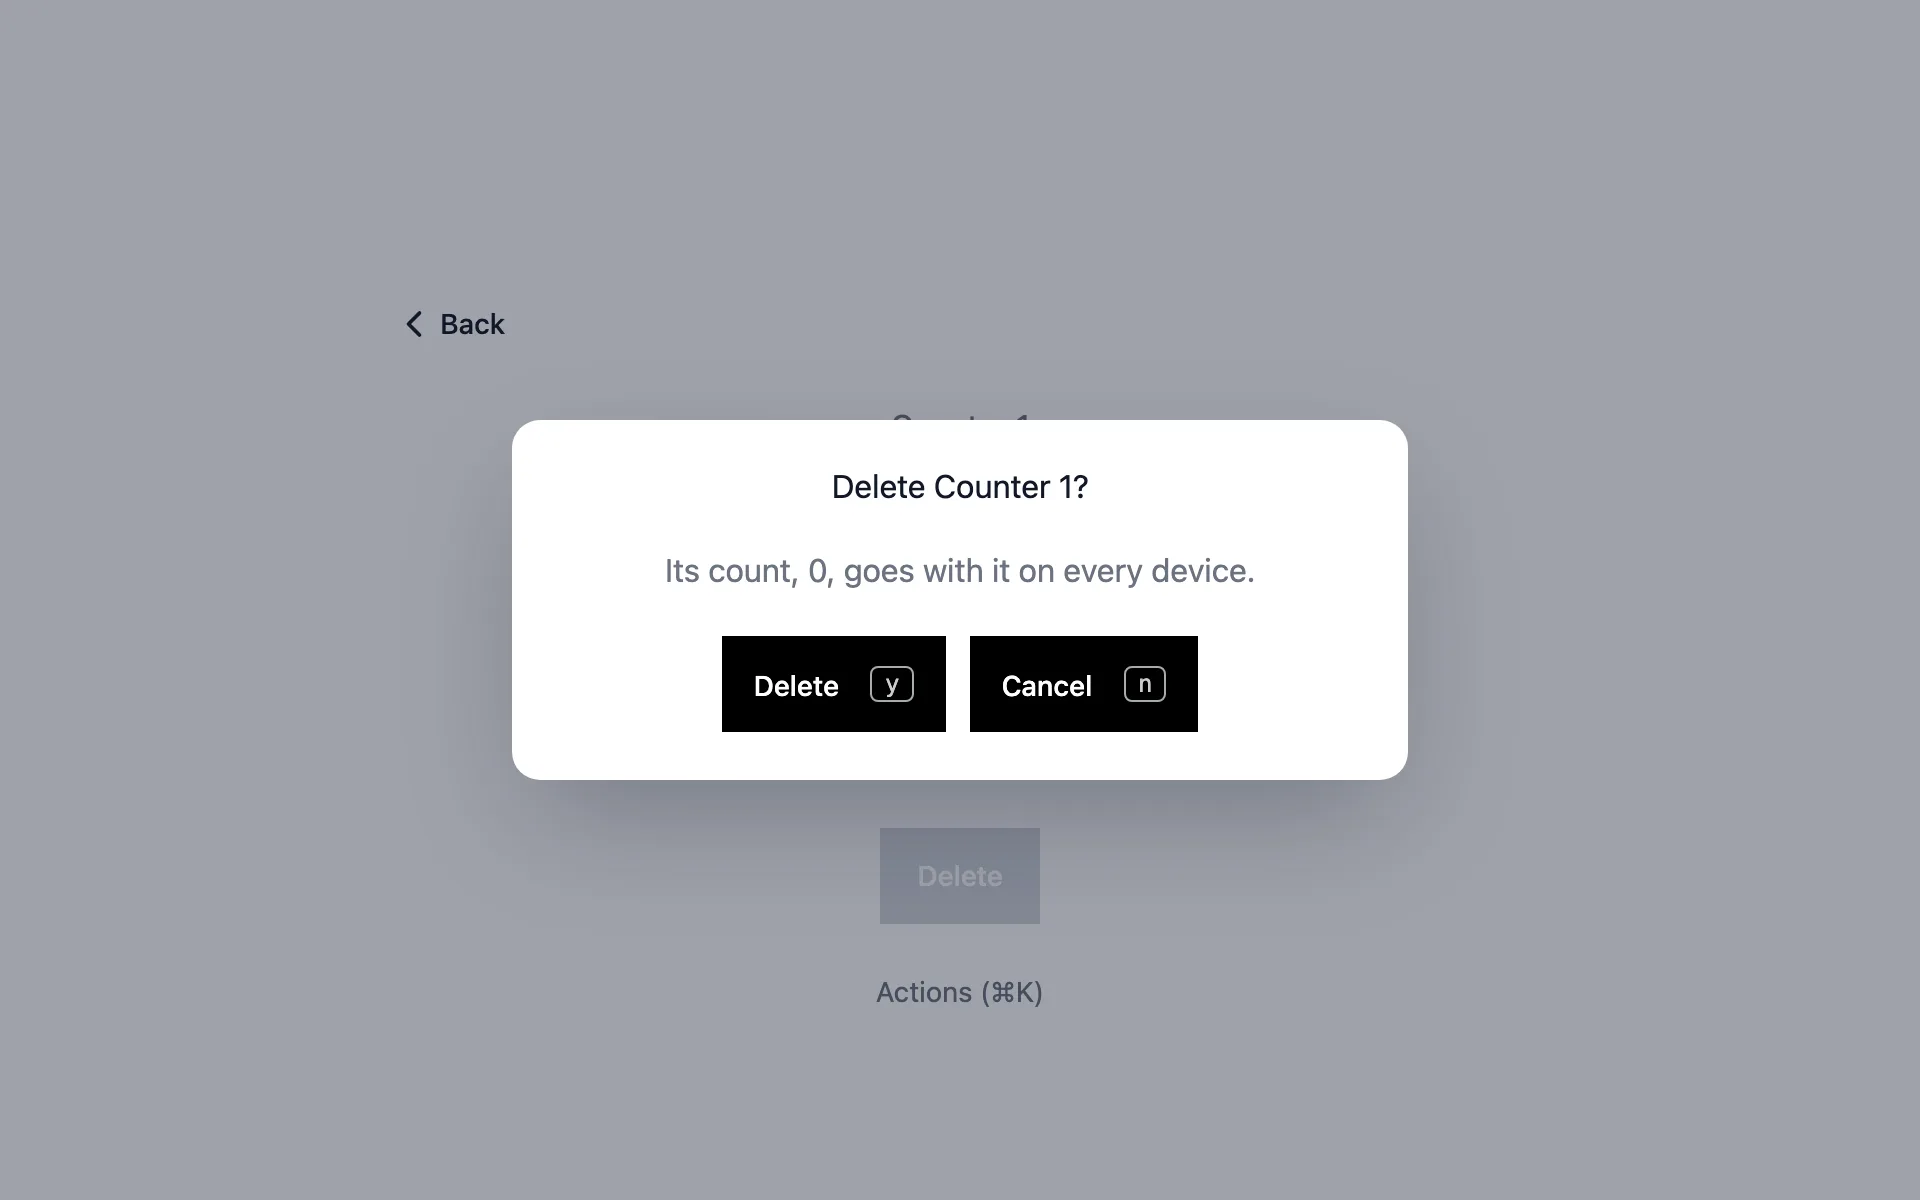 Back
Delete Counter 1?
Its count, 0, goes with it on every device.
Delete y Cancel n
Delete
Actions (⌘K)